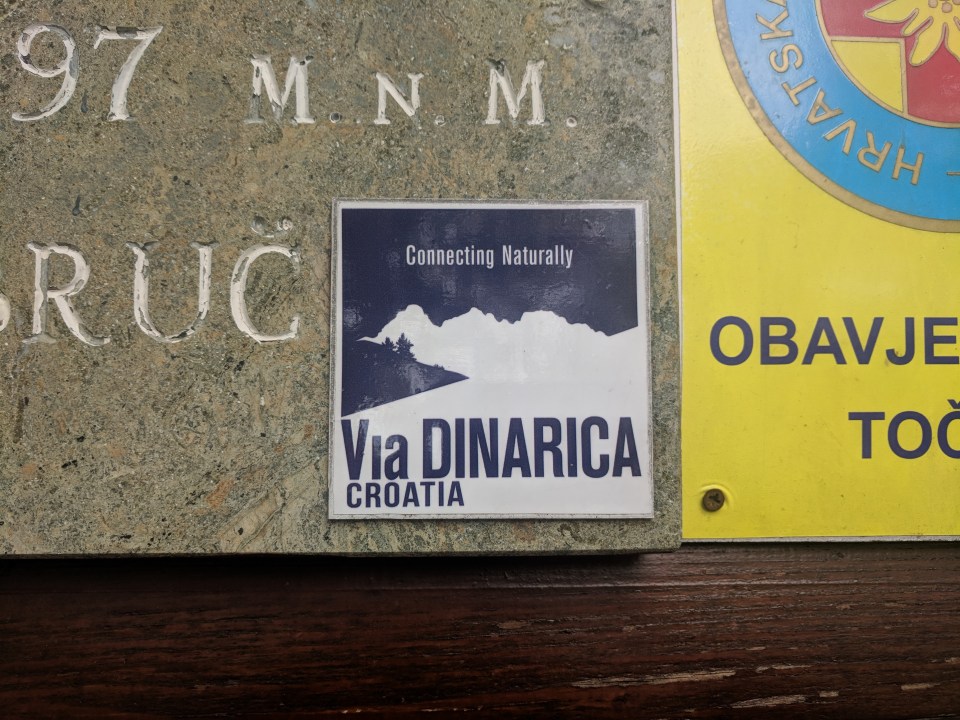 97 M.N.M.
RUČ
Connecting Naturally
Via DINARICA
CROATIA
HRVATSKA
OBAVJE
TOČ